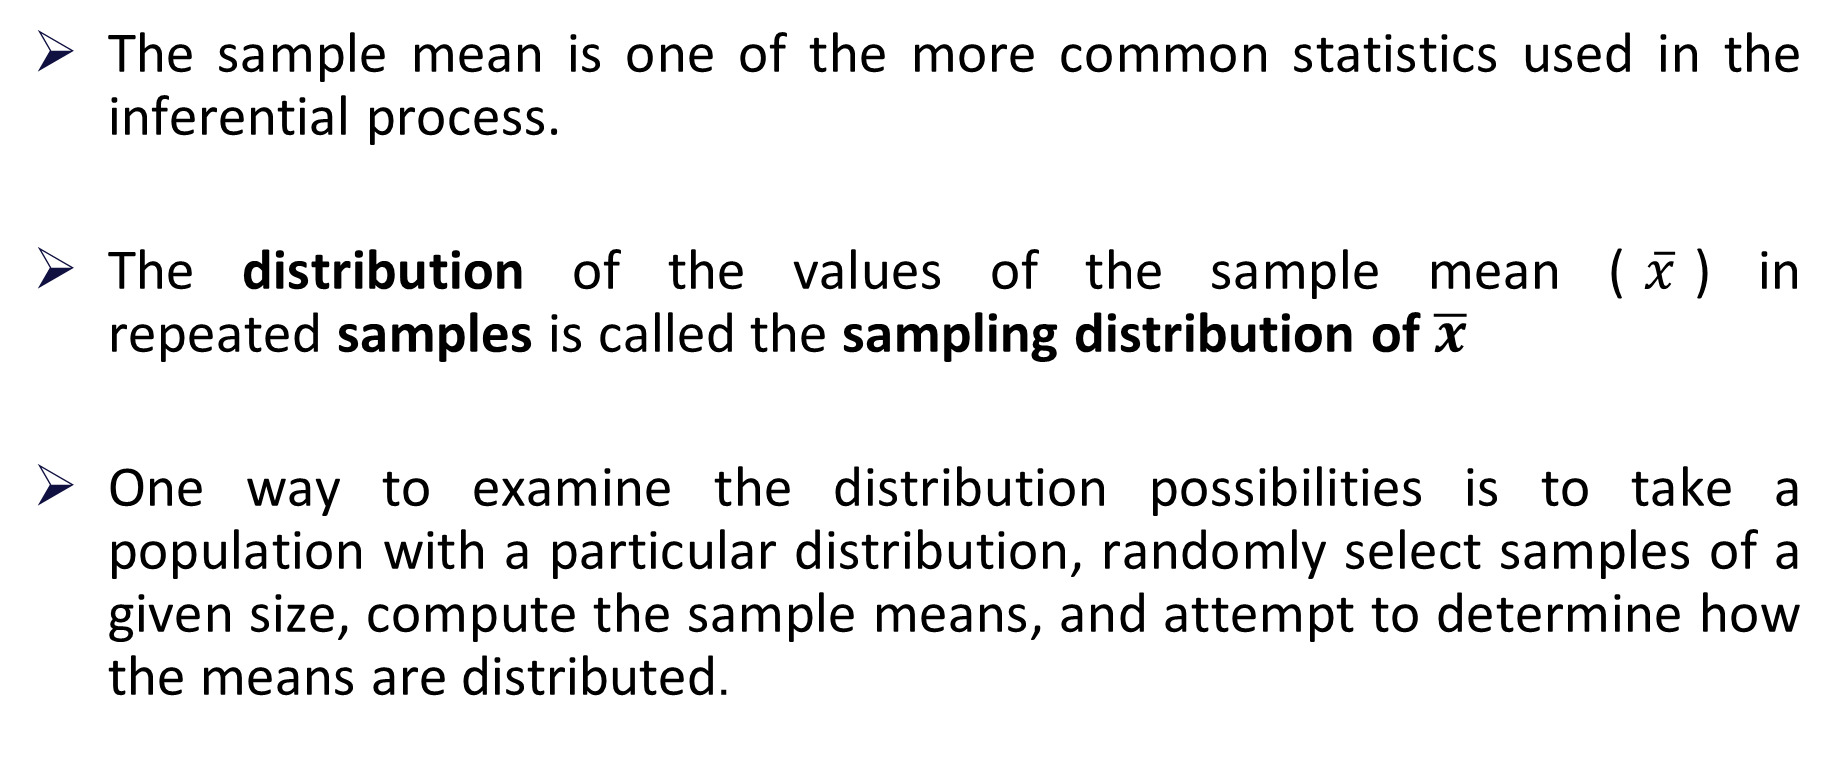 ➢ The sample mean is one of the more common statistics used in the
inferential process.
➢ The distribution of the values of the sample mean ( x̄ ) in
repeated samples is called the sampling distribution of x̄
➢ One way to examine the distribution possibilities is to take a
population with a particular distribution, randomly select samples of a
given size, compute the sample means, and attempt to determine how
the means are distributed.